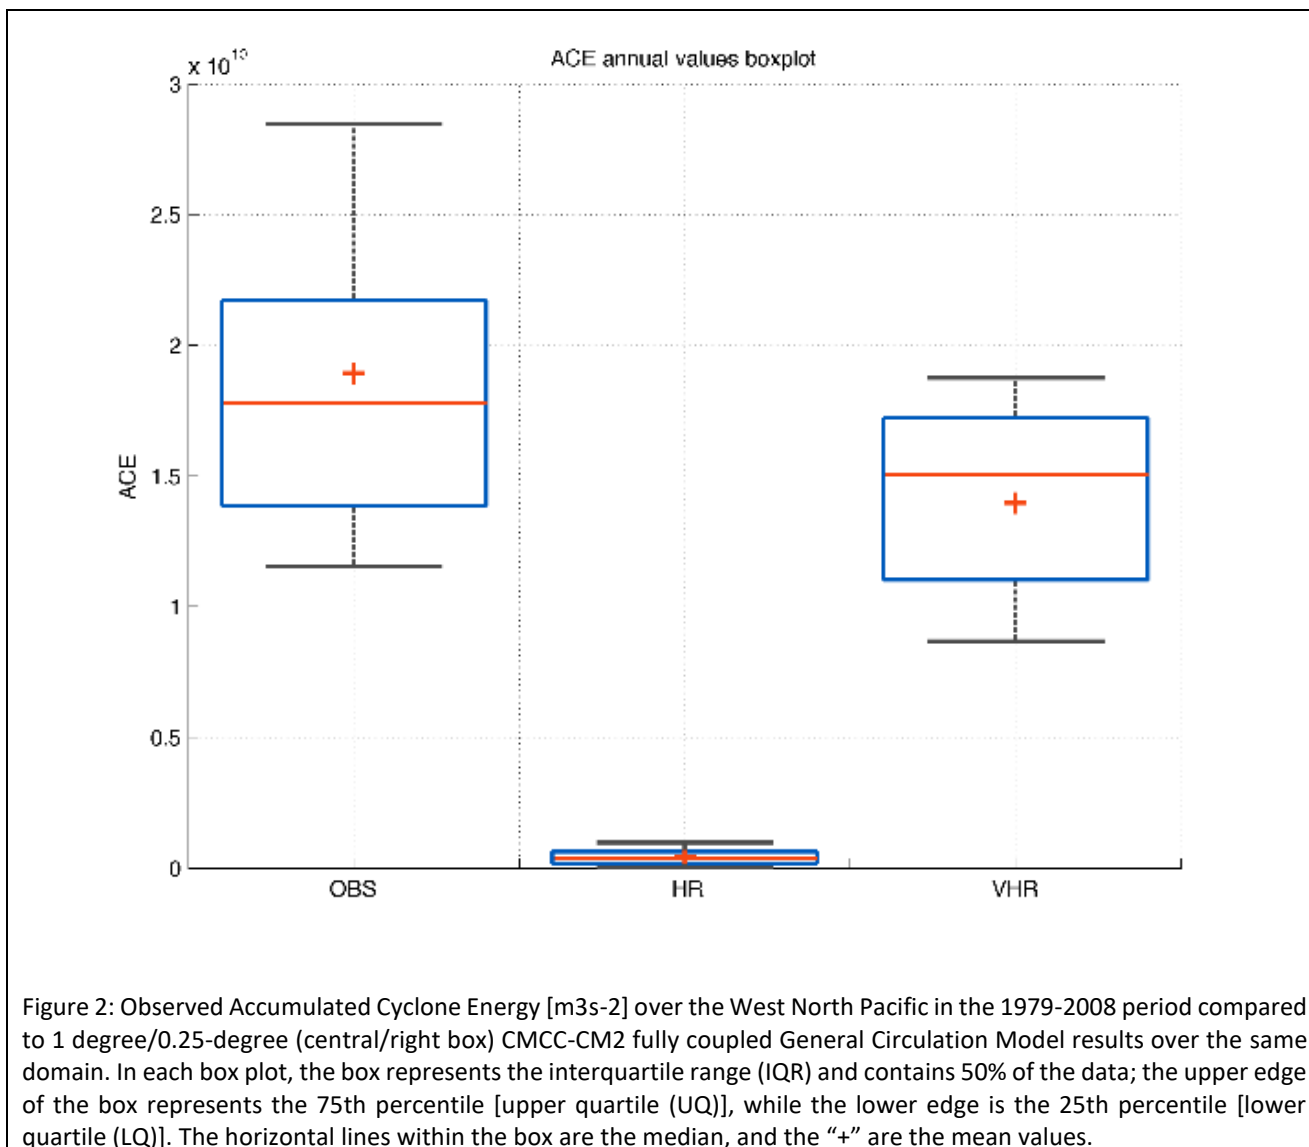 ACE annual values boxplot
x 10
3
2.5
2
1.5
1
0.5
0
ACE
OBS HR VHR
Figure 2: Observed Accumulated Cyclone Energy [m3s-2] over the West North Pacific in the 1979-2008 period compared
to 1 degree/0.25-degree (central/right box) CMCC-CM2 fully coupled General Circulation Model results over the same
domain. In each box plot, the box represents the interquartile range (IQR) and contains 50% of the data; the upper edge
of the box represents the 75th percentile [upper quartile (UQ)], while the lower edge is the 25th percentile [lower
quartile (LQ)]. The horizontal lines within the box are the median, and the “+” are the mean values.